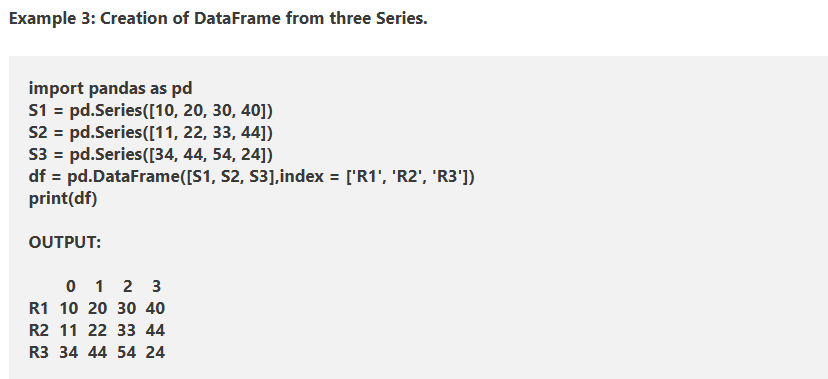 Example 3: Creation of DataFrame from three Series.
import pandas as pd
S1 = pd.Series([10, 20, 30, 40])
S2 = pd.Series([11, 22, 33, 44])
S3 = pd.Series([34, 44, 54, 24])
df = pd.DataFrame([S1, S2, S3],index = ['R1', 'R2', 'R3'])
print(df)
OUTPUT:
0 1 2 3
R1 10 20 30 40
R2 11 22 33 44
R3 34 44 54 24